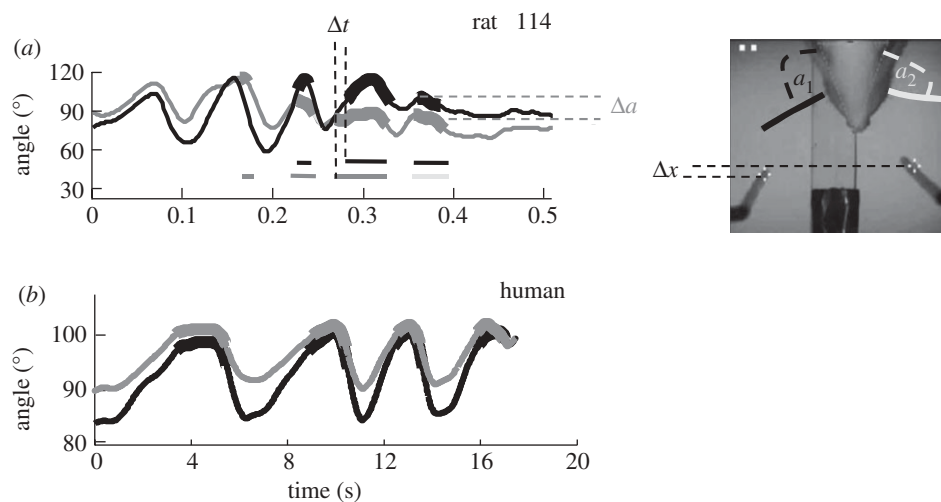 Δt
rat 114
(a)
120
90
60
30
angle (°)
0 0.1 0.2 0.3 0.4 0.5
Δa
a1 a2
Δx
(b)
human
100
90
80
angle (°)
0 4 8 12 16 20
time (s)